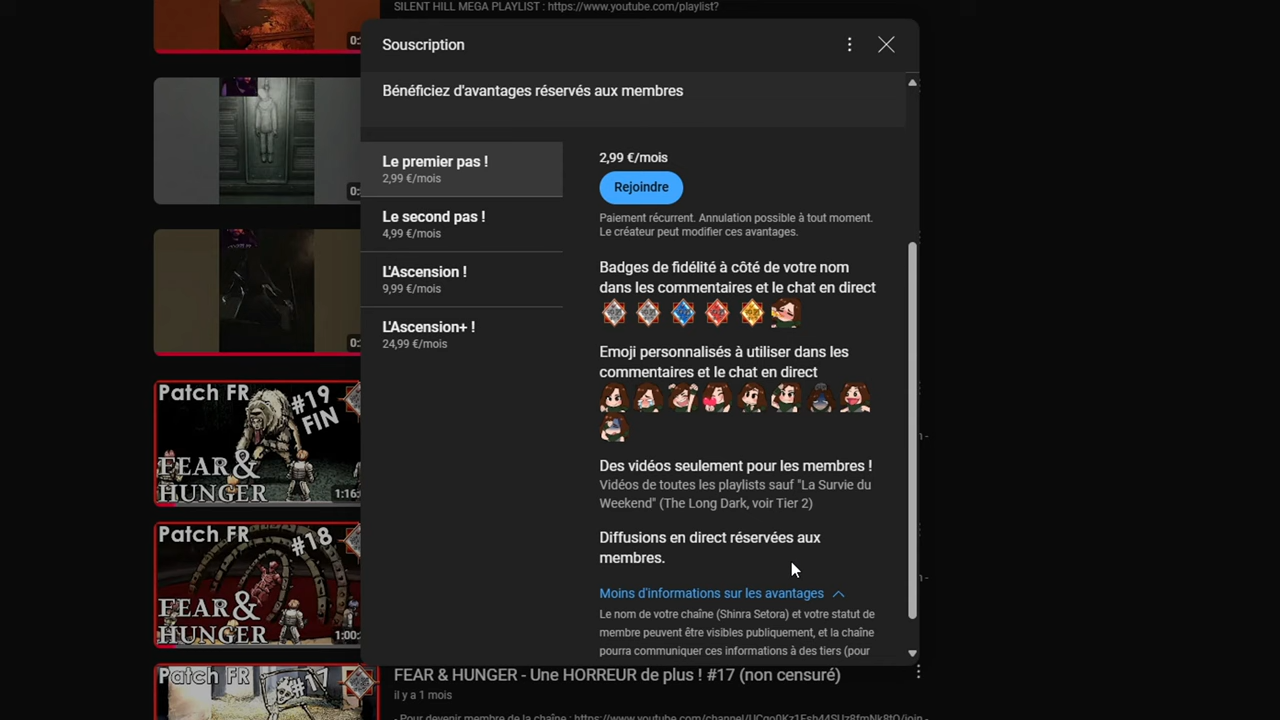 SILENT HILL MEGA PLAYLIST : https://www.youtube.com/playlist?
Souscription
Bénéficiez d'avantages réservés aux membres
Le premier pas !
2,99 €/mois
Le second pas !
4,99 €/mois
L'Ascension !
9,99 €/mois
L'Ascension+ !
24,99 €/mois
2,99 €/mois
Rejoindre
Paiement récurrent. Annulation possible à tout moment.
Le créateur peut modifier ces avantages.
Badges de fidélité à côté de votre nom
dans les commentaires et le chat en direct
Emoji personnalisés à utiliser dans les
commentaires et le chat en direct
Des vidéos seulement pour les membres !
Vidéos de toutes les playlists sauf "La Survie du
Weekend" (The Long Dark, voir Tier 2)
Diffusions en direct réservées aux
membres.
Moins d'informations sur les avantages
Le nom de votre chaîne (Shinra Setora) et votre statut de
membre peuvent être visibles publiquement, et la chaîne
pourra communiquer ces informations à des tiers (pour
Patch FR
#19
FIN
FEAR &
HUNGER
1:16:
Patch FR
#18
FEAR &
HUNGER
1:00:
Patch FR
#17
FEAR & HUNGER - Une HORREUR de plus ! #17 (non censuré)
il y a 1 mois
- Pour devenir membre de la chaîne :